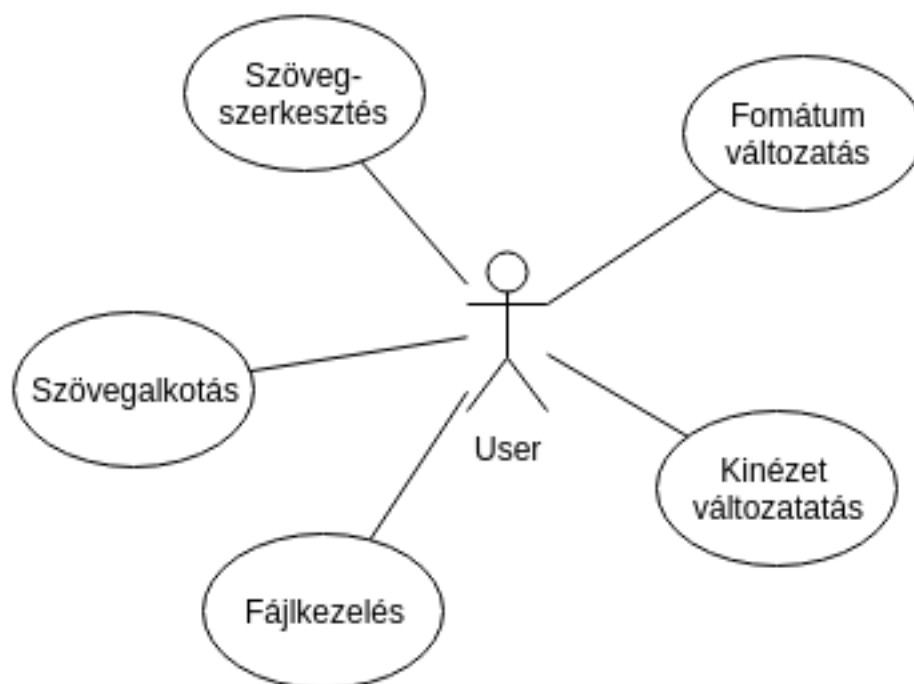 Szöveg-
szerkesztés
Fomátum
változatás
Szövegalkotás
User
Kinézet
változatatás
Fájlkezelés